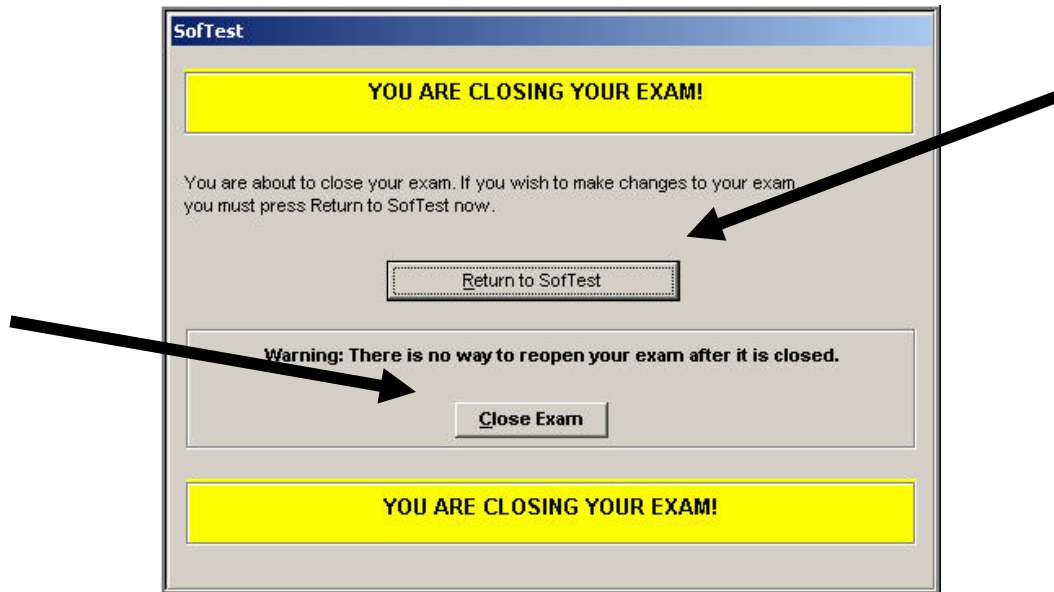 SofTest
YOU ARE CLOSING YOUR EXAM!
You are about to close your exam. If you wish to make changes to your exam
you must press Return to SofTest now.
Return to SofTest
Warning: There is no way to reopen your exam after it is closed.
Close Exam
YOU ARE CLOSING YOUR EXAM!